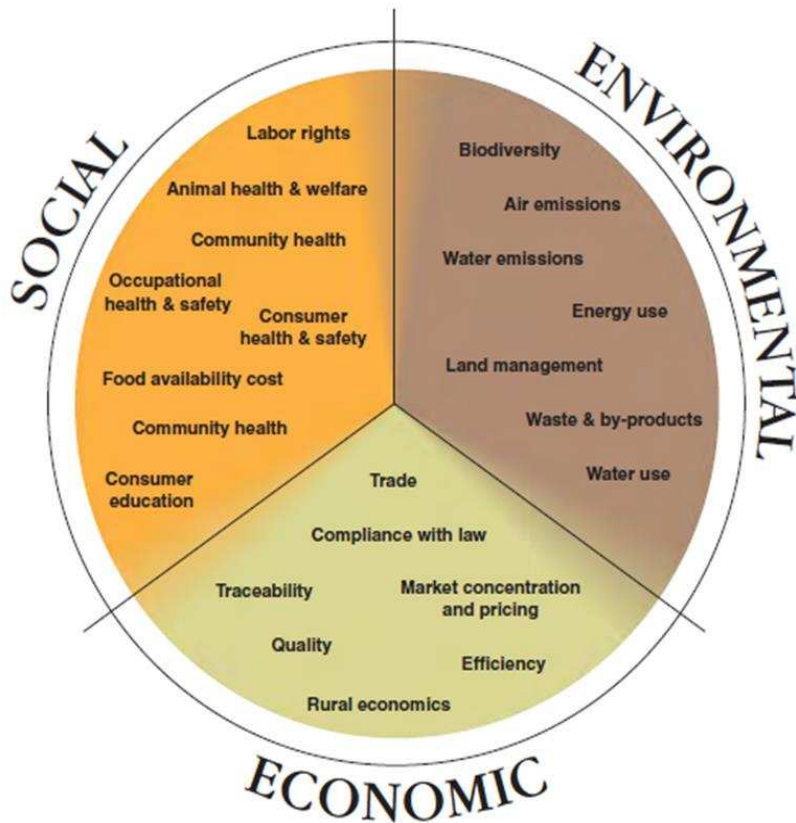 SOCIAL
Labor rights
Animal health & welfare
Community health
Occupational
health & safety
Consumer
health & safety
Food availability cost
Community health
Consumer
education
ENVIRONMENTAL
Biodiversity
Air emissions
Water emissions
Energy use
Land management
Waste & by-products
Water use
Trade
Compliance with law
Traceability
Market concentration
and pricing
Quality
Efficiency
Rural economics
ECONOMIC